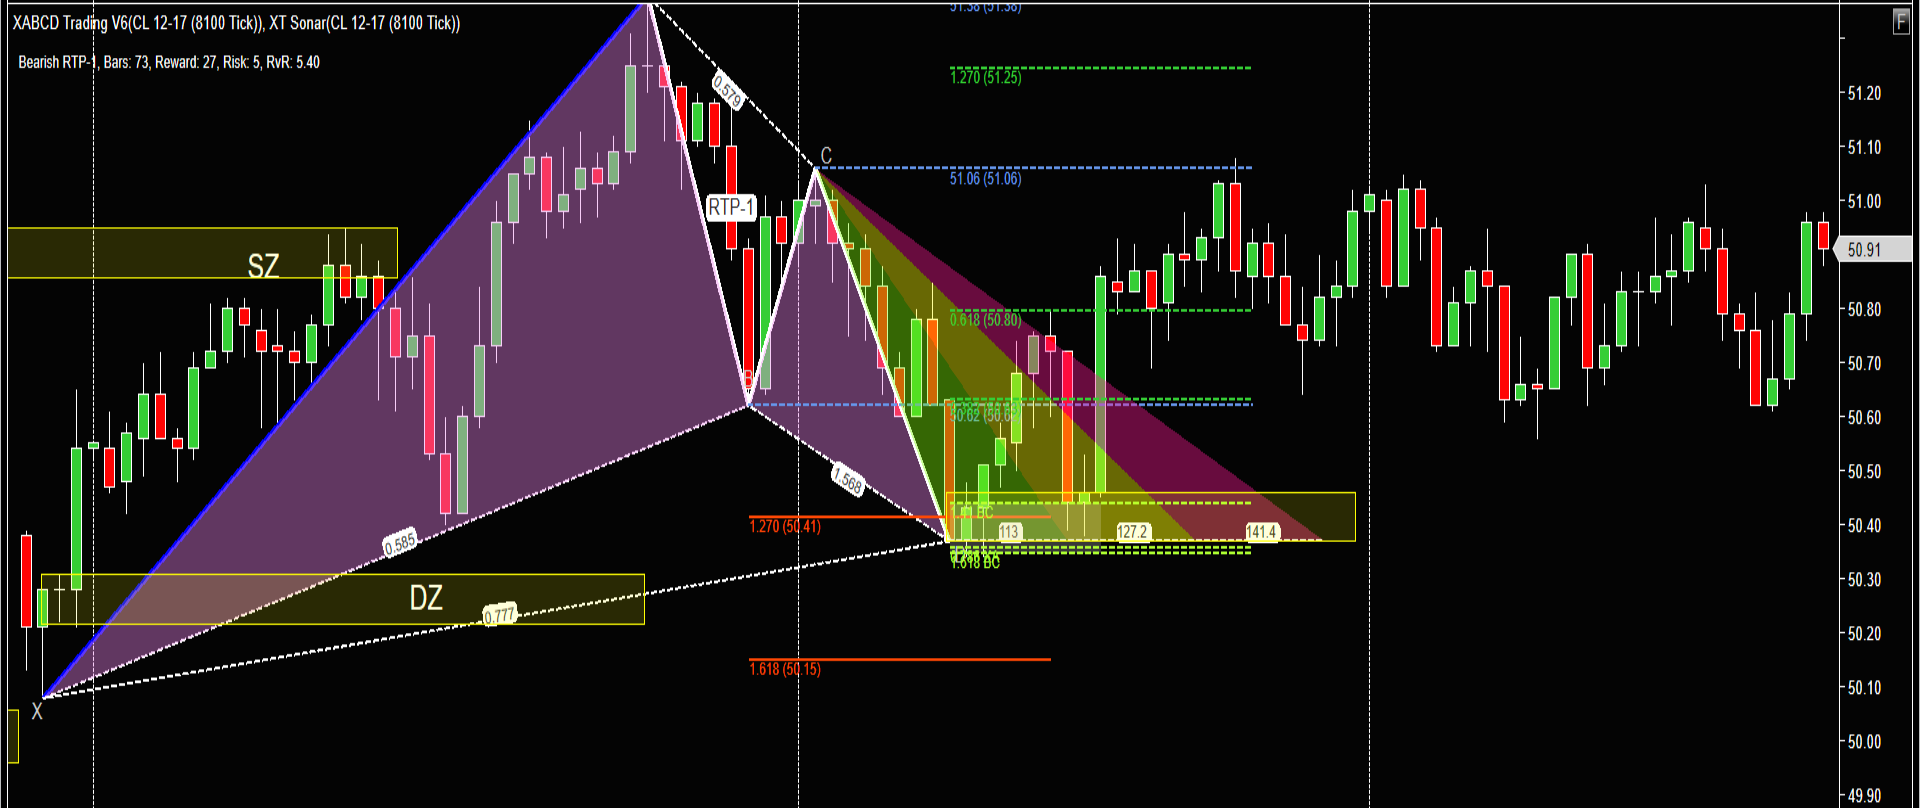 XABCD Trading V6(CL 12-17 (8100 Tick)), XT Sonar(CL 12-17 (8100 Tick))
F
Bearish RTP-1, Bars: 73, Reward: 27, Risk: 5, RvR: 5.40
51.38 (51.38)
1.270 (51.25)
0.579
51.20
51.10
C
51.06 (51.06)
RTP-1
51.00
SZ
50.91
0.618 (50.80)
50.80
50.70
B
50.60
1.568
50.50
1.270 (50.41)
113
127.2
141.4
50.40
0.585
1.618 BC
50.30
DZ
0.777
50.20
1.618 (50.15)
50.10
X
50.00
49.90